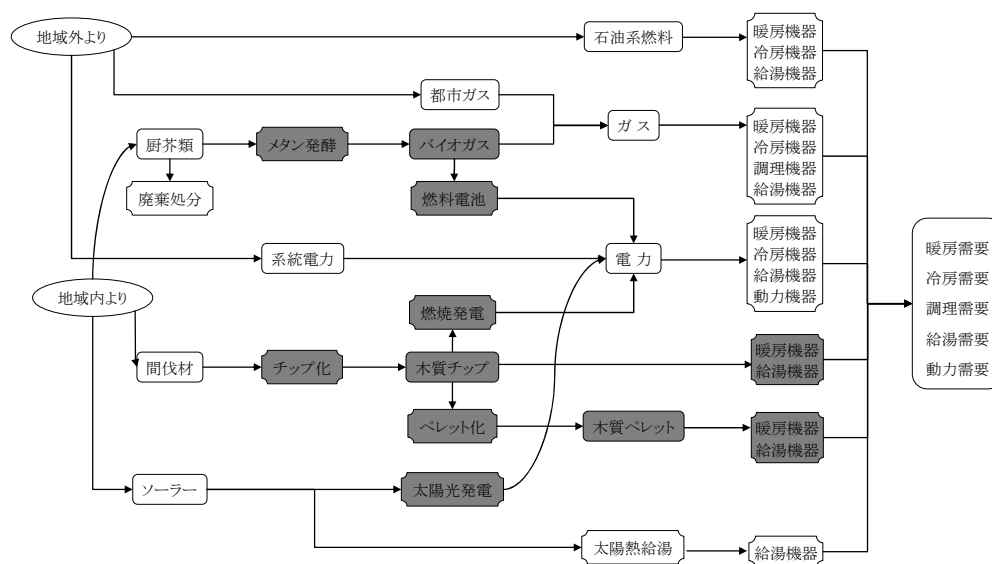 地域外より
石油系燃料
暖房機器
冷房機器
給湯機器
都市ガス
ガス
暖房機器
冷房機器
調理機器
給湯機器
厨芥類
メタン発酵
バイオガス
廃棄処分
燃料電池
系統電力
電力
暖房機器
冷房機器
給湯機器
動力機器
暖房需要
冷房需要
調理需要
給湯需要
動力需要
地域内より
燃焼発電
間伐材
チップ化
木質チップ
暖房機器
給湯機器
ペレット化
木質ペレット
暖房機器
給湯機器
ソーラー
太陽光発電
太陽熱給湯
給湯機器